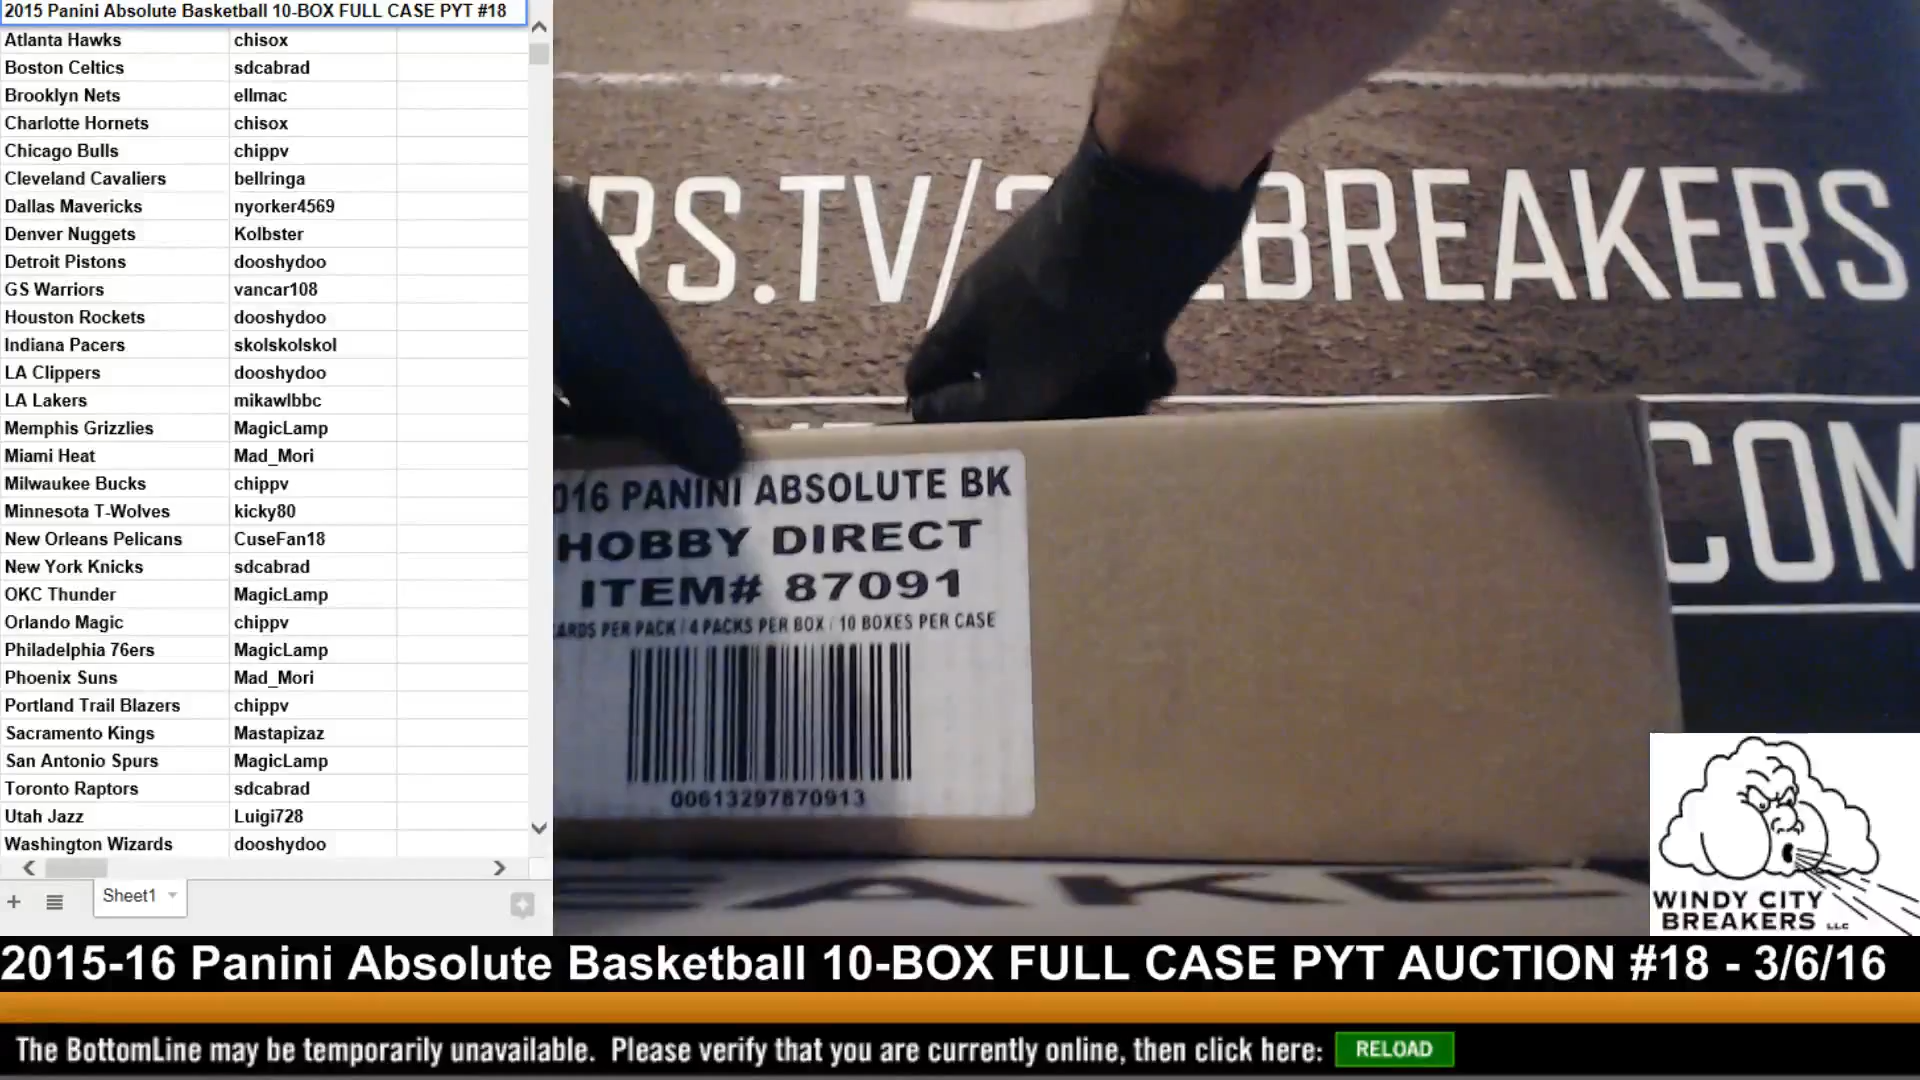 2015 Panini Absolute Basketball 10-BOX FULL CASE PYT #18
Atlanta Hawks chisox
Boston Celtics sdcabrad
Brooklyn Nets ellmac
Charlotte Hornets chisox
Chicago Bulls chippv
Cleveland Cavaliers bellringa
Dallas Mavericks nyorker4569
Denver Nuggets Kolbster
Detroit Pistons dooshydoo
GS Warriors vancar108
Houston Rockets dooshydoo
Indiana Pacers skolskolskol
LA Clippers dooshydoo
LA Lakers mikawlbbc
Memphis Grizzlies MagicLamp
Miami Heat Mad_Mori
Milwaukee Bucks chippv
Minnesota T-Wolves kicky80
New Orleans Pelicans CuseFan18
New York Knicks sdcabrad
OKC Thunder MagicLamp
Orlando Magic chippv
Philadelphia 76ers MagicLamp
Phoenix Suns Mad_Mori
Portland Trail Blazers chippv
Sacramento Kings Mastapizaz
San Antonio Spurs MagicLamp
Toronto Raptors sdcabrad
Utah Jazz Luigi728
Washington Wizards dooshydoo
Sheet1
RS.TV/ BREAKERS
COM
016 PANINI ABSOLUTE BK
HOBBY DIRECT
ITEM# 87091
ARDS PER PACK / 4 PACKS PER BOX / 10 BOXES PER CASE
00613297870913
EAKE
WINDY CITY
BREAKERS LLC
2015-16 Panini Absolute Basketball 10-BOX FULL CASE PYT AUCTION #18 - 3/6/16
The BottomLine may be temporarily unavailable. Please verify that you are currently online, then click here: RELOAD